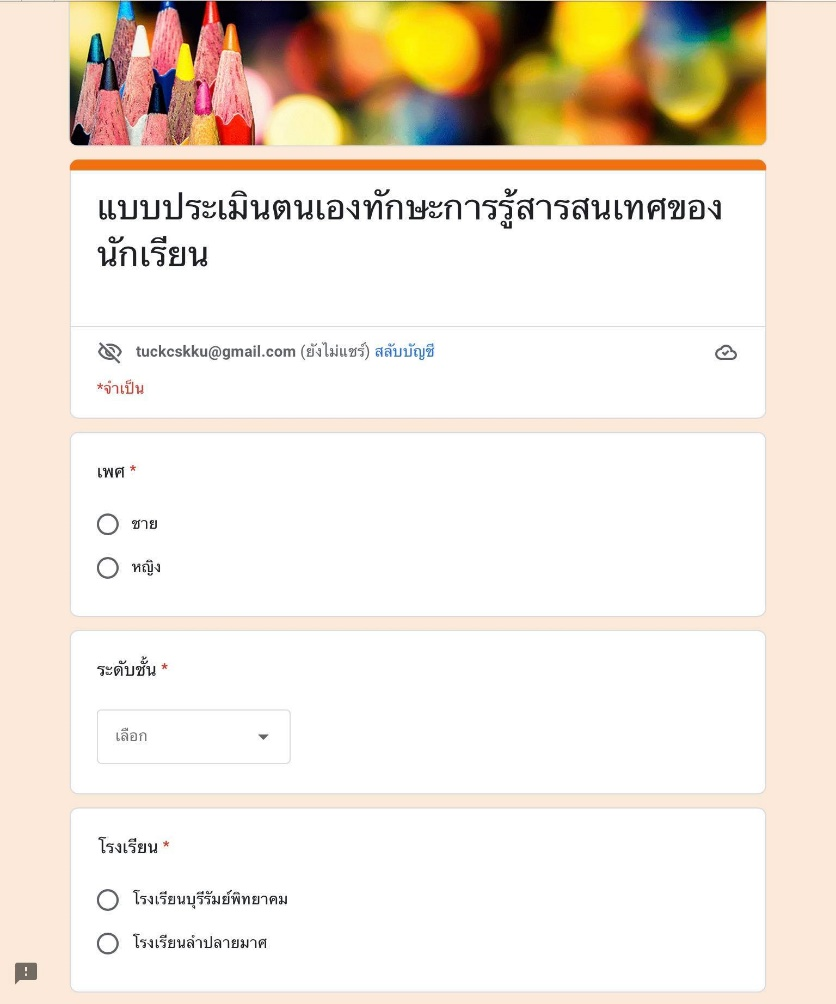 แบบประเมินตนเองทักษะการรู้สารสนเทศของ
นักเรียน
tuckcskku@gmail.com (ยังไม่แชร์) สลับบัญชี
*จำเป็น
เพศ *
ชาย
หญิง
ระดับชั้น *
เลือก
โรงเรียน *
โรงเรียนบุรีรัมย์พิทยาคม
โรงเรียนลำปลายมาศ